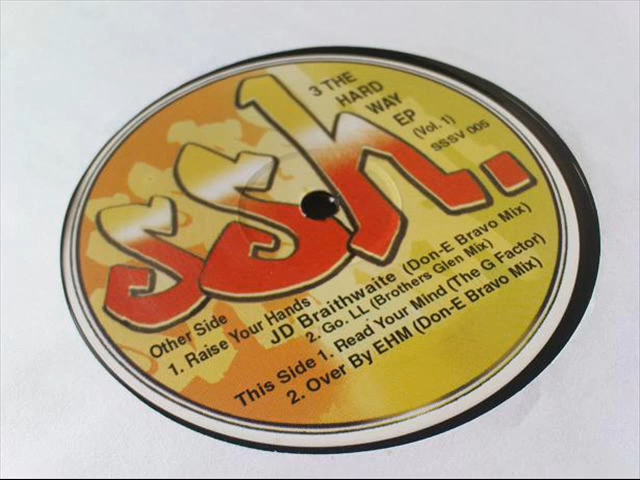 ssh.
3 THE
HARD
WAY
EP
(Vol. 1)
SSSV 005
Other Side
1. Raise Your Hands
JD Braithwaite (Don-E Bravo Mix)
2. Go. LL (Brothers Glen Mix)
This Side 1. Read Your Mind (The G Factor)
2. Over By EHM (Don-E Bravo Mix)